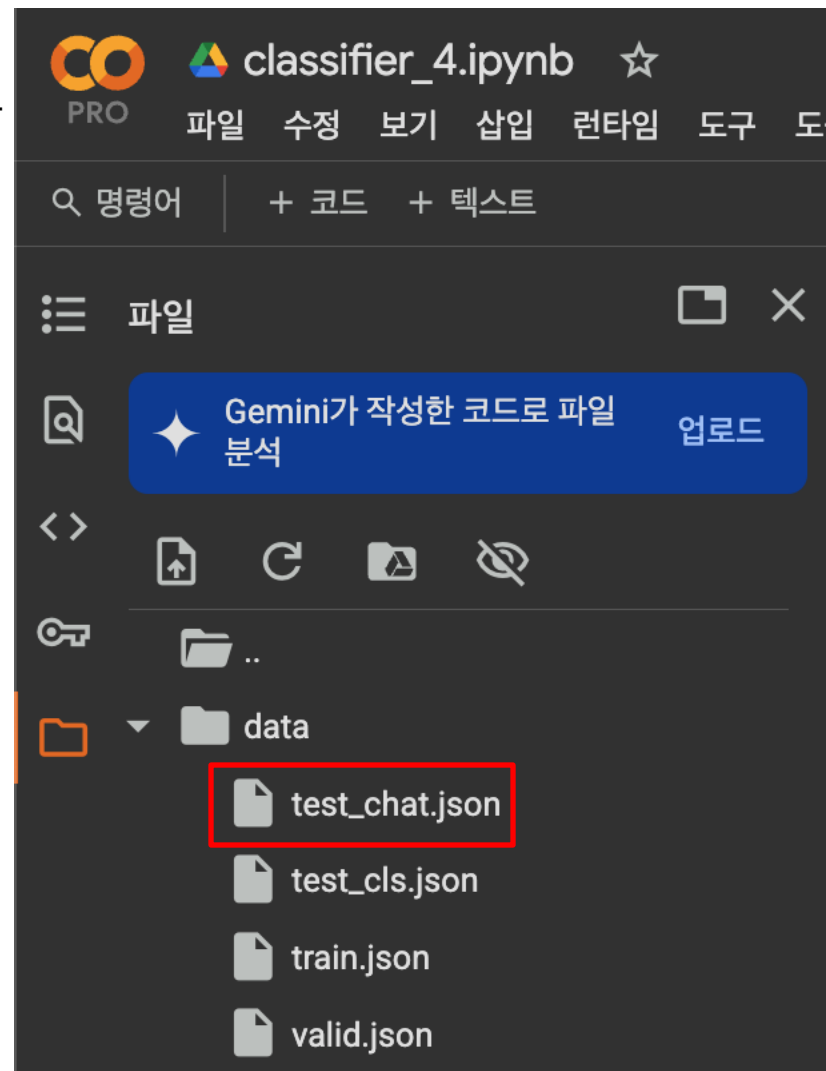 classifier_4.ipynb
PRO
파일 수정 보기 삽입 런타임 도구
명령어 + 코드 + 텍스트
파일
Gemini가 작성한 코드로 파일
분석
업로드
..
data
test_chat.json
test_cls.json
train.json
valid.json